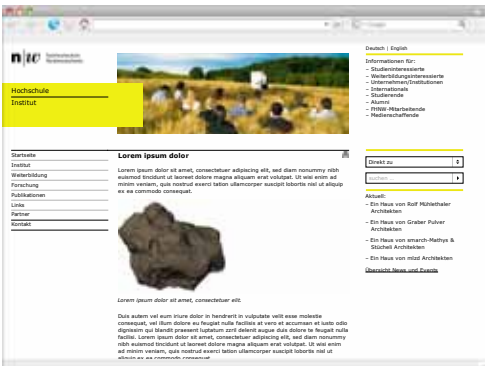 Deutsch | English
n|w
Informationen für:
– Studieninteressierte
– Weiterbildungsinteressierte
– Unternehmen/Institutionen
– Internationals
– Studierende
– Alumni
– FHNW-Mitarbeitende
– Medienschaffende
Hochschule
Institut
Startseite
Institut
Weiterbildung
Forschung
Publikationen
Links
Partner
Kontakt
Lorem ipsum dolor
Lorem ipsum dolor sit amet, consectetuer adipiscing elit, sed diam nonummy nibh
euismod tincidunt ut laoreet dolore magna aliquam erat volutpat. Ut wisi enim ad
minim veniam, quis nostrud exerci tation ullamcorper suscipit lobortis nisl ut aliquip
ex ea commodo consequat.
Lorem ipsum dolor sit amet, consectetuer elit.
Duis autem vel eum iriure dolor in hendrerit in vulputate velit esse molestie
consequat, vel illum dolore eu feugiat nulla facilisis at vero et accumsan et iusto odio
dignissim qui blandit praesent luptatum zzril delenit augue duis dolore te feugait nulla
facilisi. Lorem ipsum dolor sit amet, consectetuer adipiscing elit, sed diam nonummy
nibh euismod tincidunt ut laoreet dolore magna aliquam erat volutpat. Ut wisi enim
ad minim veniam, quis nostrud exerci tation ullamcorper suscipit lobortis nisl ut
aliquip ex ea commodo consequat.
Direkt zu
suchen ...
Aktuell:
– Ein Haus von Rolf Mühlethaler
Architekten
– Ein Haus von Graber Pulver
Architekten
– Ein Haus von smarch-Mathys &
Stücheli Architekten
– Ein Haus von mlzd Architekten
Übersicht News und Events